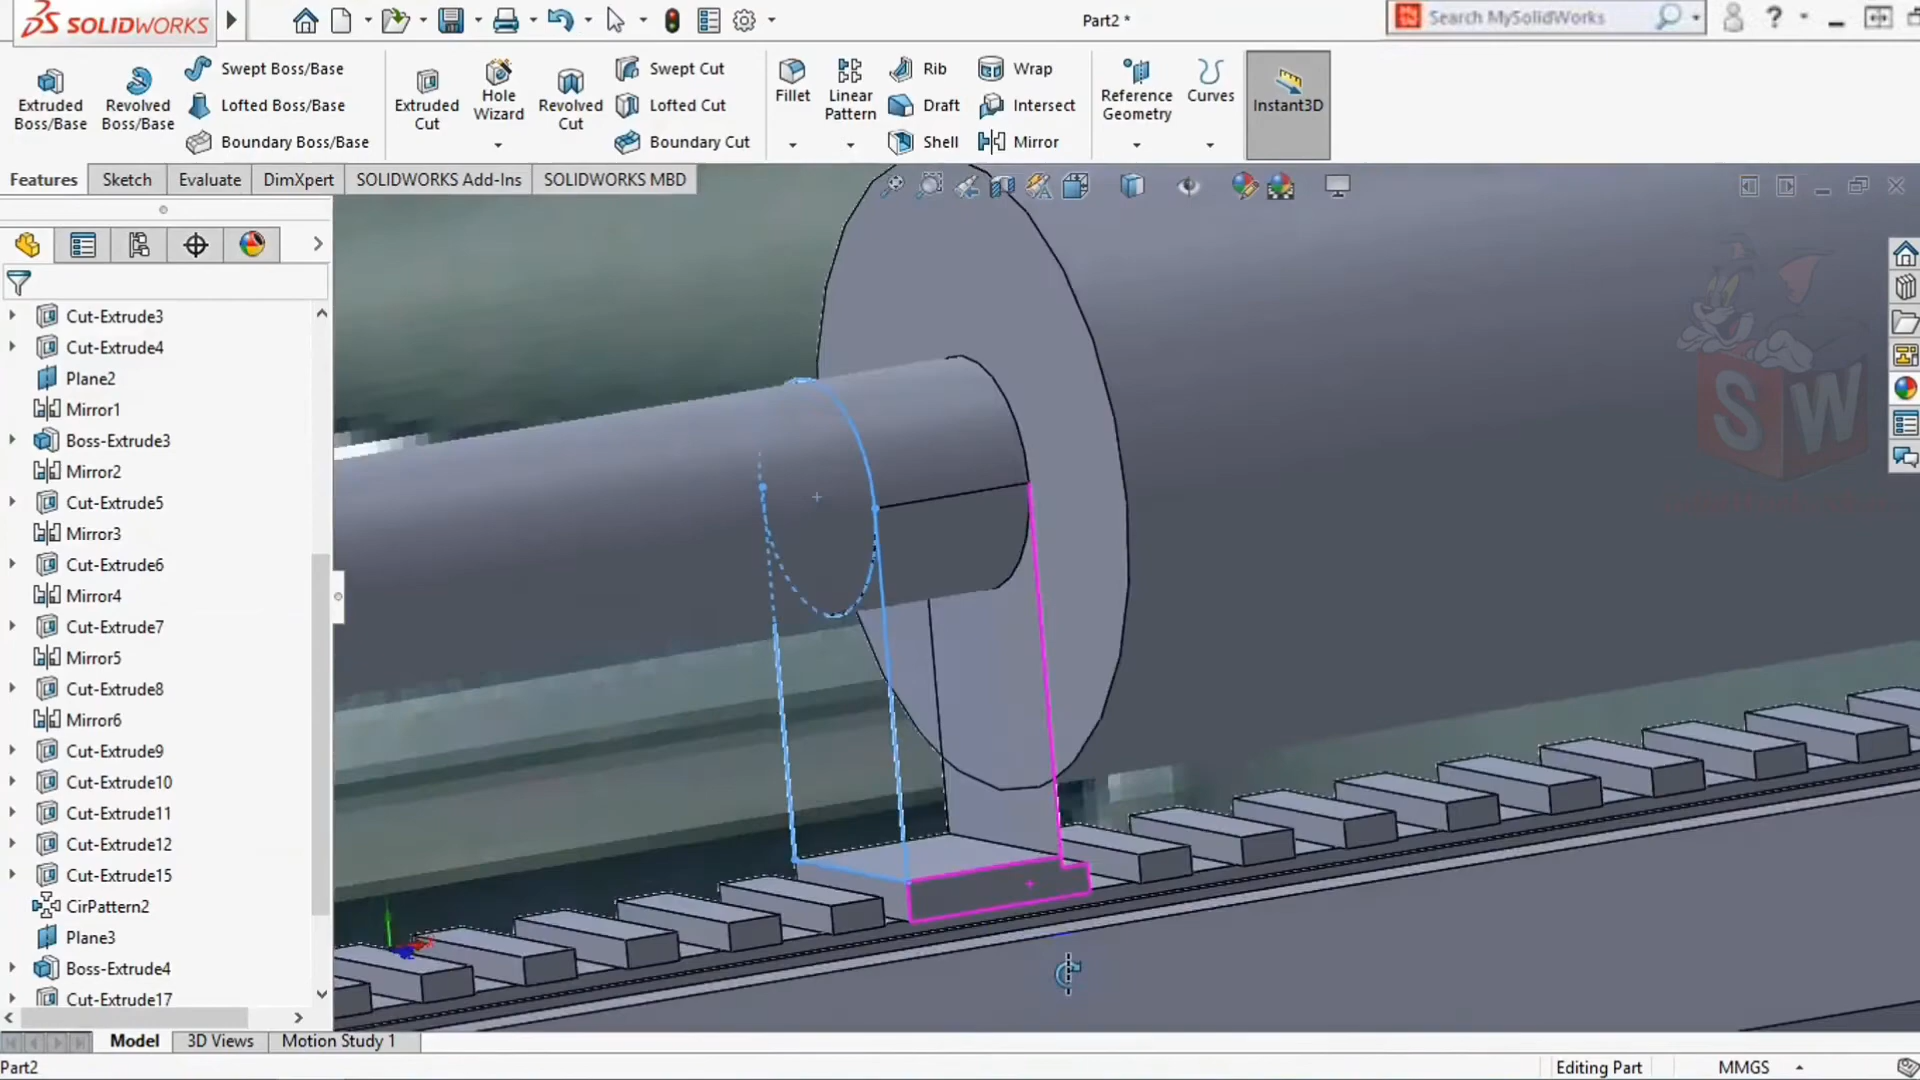 SOLIDWORKS
Part2 *
Search MySolidWorks
?
Extruded Boss/Base
Revolved Boss/Base
Swept Boss/Base
Lofted Boss/Base
Boundary Boss/Base
Extruded Cut
Hole Wizard
Revolved Cut
Swept Cut
Lofted Cut
Boundary Cut
Fillet
Linear Pattern
Rib
Draft
Shell
Wrap
Intersect
Mirror
Reference Geometry
Curves
Instant3D
Features
Sketch
Evaluate
DimXpert
SOLIDWORKS Add-Ins
SOLIDWORKS MBD
Cut-Extrude3
Cut-Extrude4
Plane2
Mirror1
Boss-Extrude3
Mirror2
Cut-Extrude5
Mirror3
Cut-Extrude6
Mirror4
Cut-Extrude7
Mirror5
Cut-Extrude8
Mirror6
Cut-Extrude9
Cut-Extrude10
Cut-Extrude11
Cut-Extrude12
Cut-Extrude15
CirPattern2
Plane3
Boss-Extrude4
Cut-Extrude17
SW
Model
3D Views
Motion Study 1
Part2
Editing Part
MMGS